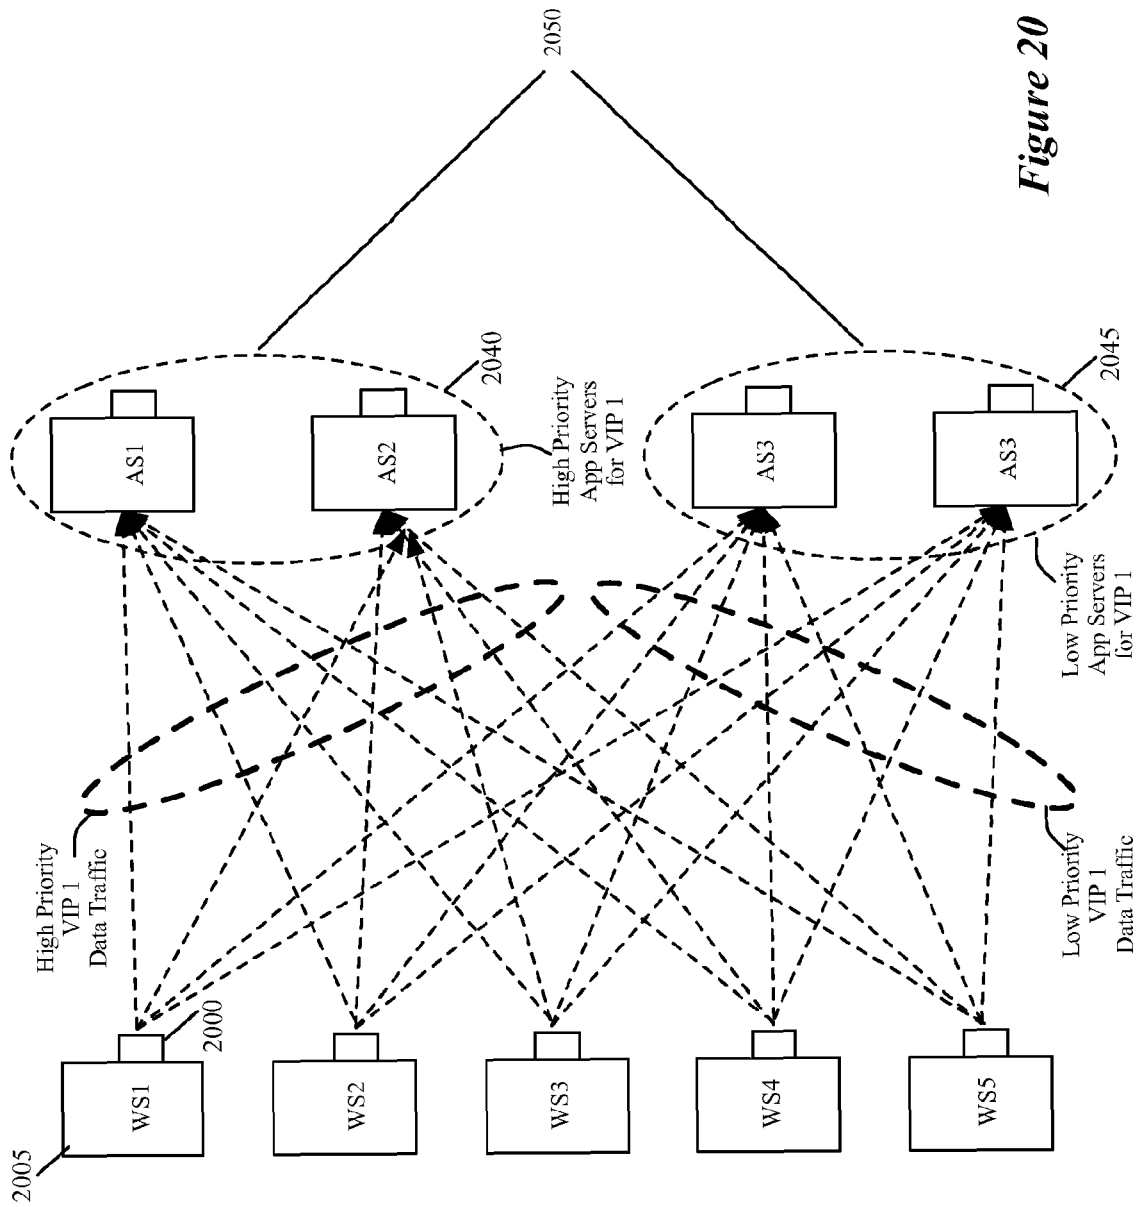 2005
WS1
2000
WS2
WS3
WS4
WS5
High Priority
VIP 1
Data Traffic
Low Priority
VIP 1
Data Traffic
AS1
AS2
AS3
AS3
2040
High Priority
App Servers
for VIP 1
2045
Low Priority
App Servers
for VIP 1
2050
Figure 20